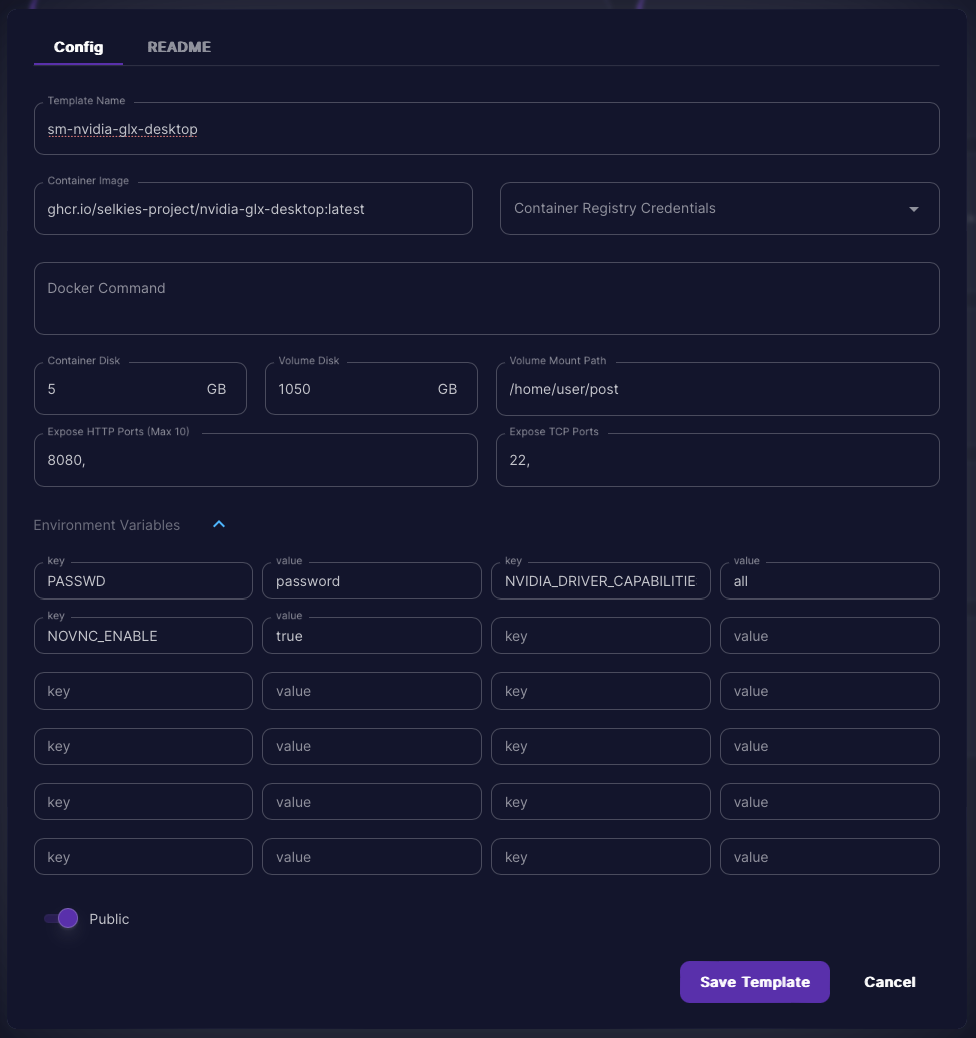 Config README
Template Name
sm-nvidia-glx-desktop
Container Image
ghcr.io/selkies-project/nvidia-glx-desktop:latest Container Registry Credentials
Docker Command
Container Disk Volume Disk Volume Mount Path
5 GB 1050 GB /home/user/post
Expose HTTP Ports (Max 10) Expose TCP Ports
8080, 22,
Environment Variables
key value key value
PASSWD password NVIDIA_DRIVER_CAPABILITIE all
key value
NOVNC_ENABLE true key value
key value key value
key value key value
key value key value
key value key value
Public
Save Template Cancel